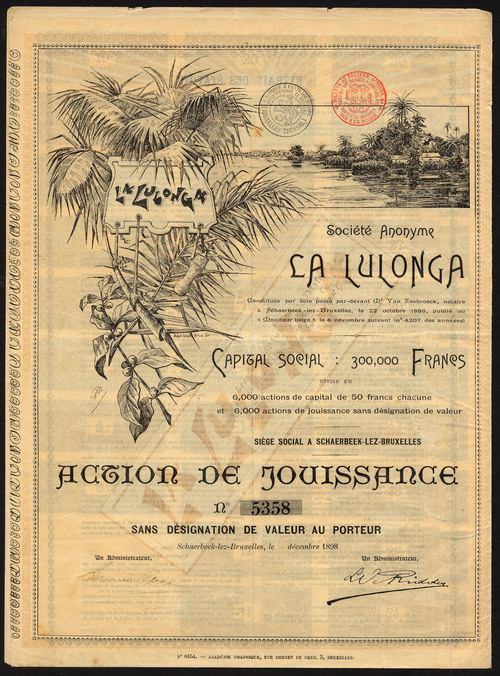 LA LULONGA
Société Anonyme
LA LULONGA
Constituée par acte passé par-devant Mᵉ Van Zeebroeck, notaire
à Schaerbeek-lez-Bruxelles, le 22 octobre 1898, publié au
« Moniteur belge », le 4 novembre suivant (nº 4207 des annexes)
CAPITAL SOCIAL : 300,000 FRANCS
DIVISÉ EN
6,000 actions de capital de 50 francs chacune
et 6,000 actions de jouissance sans désignation de valeur
SIÈGE SOCIAL A SCHAERBEEK-LEZ-BRUXELLES
ACTION DE JOUISSANCE
Nº 5358
SANS DÉSIGNATION DE VALEUR AU PORTEUR
Schaerbeek-lez-Bruxelles, le décembre 1898
Un Administrateur, Un Administrateur,
Nº 6154. — ACADÉMIE GRAPHIQUE, RUE CORNET DE GREZ, 5, BRUXELLES.